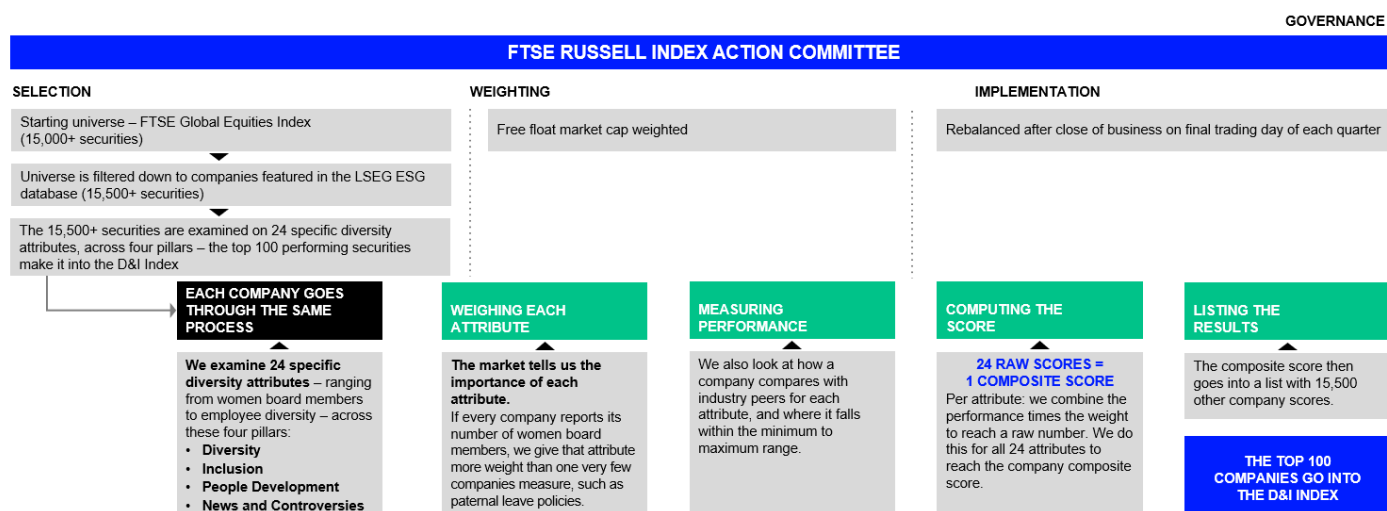 GOVERNANCE
FTSE RUSSELL INDEX ACTION COMMITTEE
SELECTION
Starting universe – FTSE Global Equities Index
(15,000+ securities)
Universe is filtered down to companies featured in the LSEG ESG
database (15,500+ securities)
The 15,500+ securities are examined on 24 specific diversity
attributes, across four pillars – the top 100 performing securities
make it into the D&I Index
WEIGHTING
Free float market cap weighted
IMPLEMENTATION
Rebalanced after close of business on final trading day of each quarter
EACH COMPANY GOES
THROUGH THE SAME
PROCESS
We examine 24 specific
diversity attributes – ranging
from women board members
to employee diversity – across
these four pillars:
• Diversity
• Inclusion
• People Development
• News and Controversies
WEIGHING EACH
ATTRIBUTE
The market tells us the
importance of each
attribute.
If every company reports its
number of women board
members, we give that attribute
more weight than one very few
companies measure, such as
paternal leave policies.
MEASURING
PERFORMANCE
We also look at how a
company compares with
industry peers for each
attribute, and where it falls
within the minimum to
maximum range.
COMPUTING THE
SCORE
24 RAW SCORES =
1 COMPOSITE SCORE
Per attribute: we combine the
performance times the weight
to reach a raw number. We do
this for all 24 attributes to
reach the company composite
score.
LISTING THE
RESULTS
The composite score then
goes into a list with 15,500
other company scores.
THE TOP 100
COMPANIES GO INTO
THE D&I INDEX